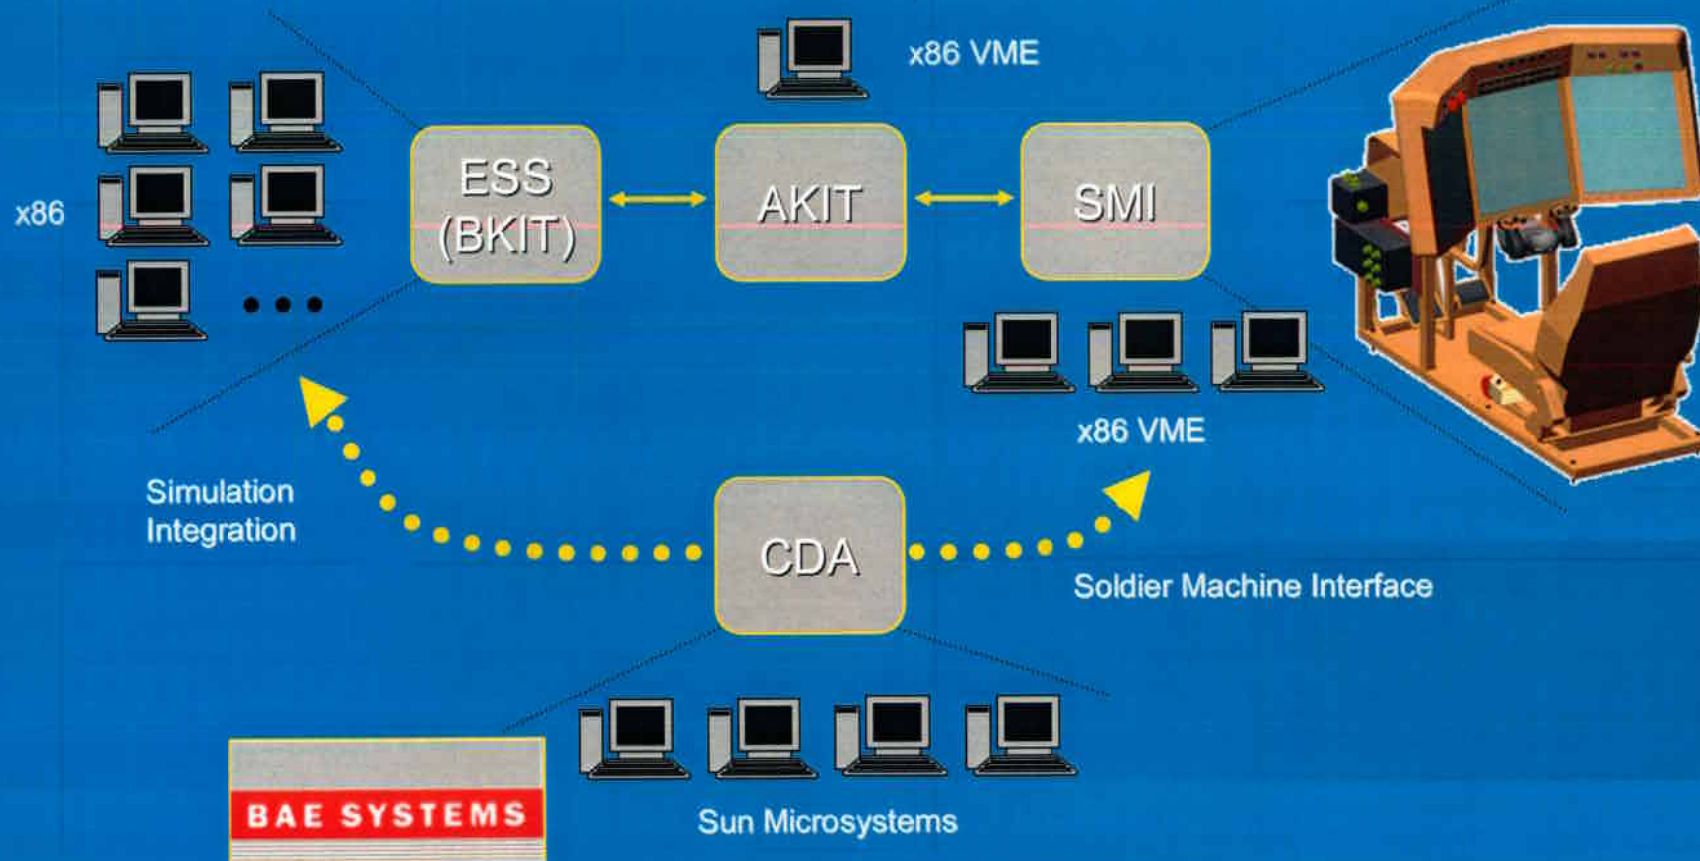 x86 VME
x86
ESS
(BKIT)
AKIT
SMI
x86 VME
Simulation
Integration
CDA
Soldier Machine Interface
BAE SYSTEMS
Sun Microsystems